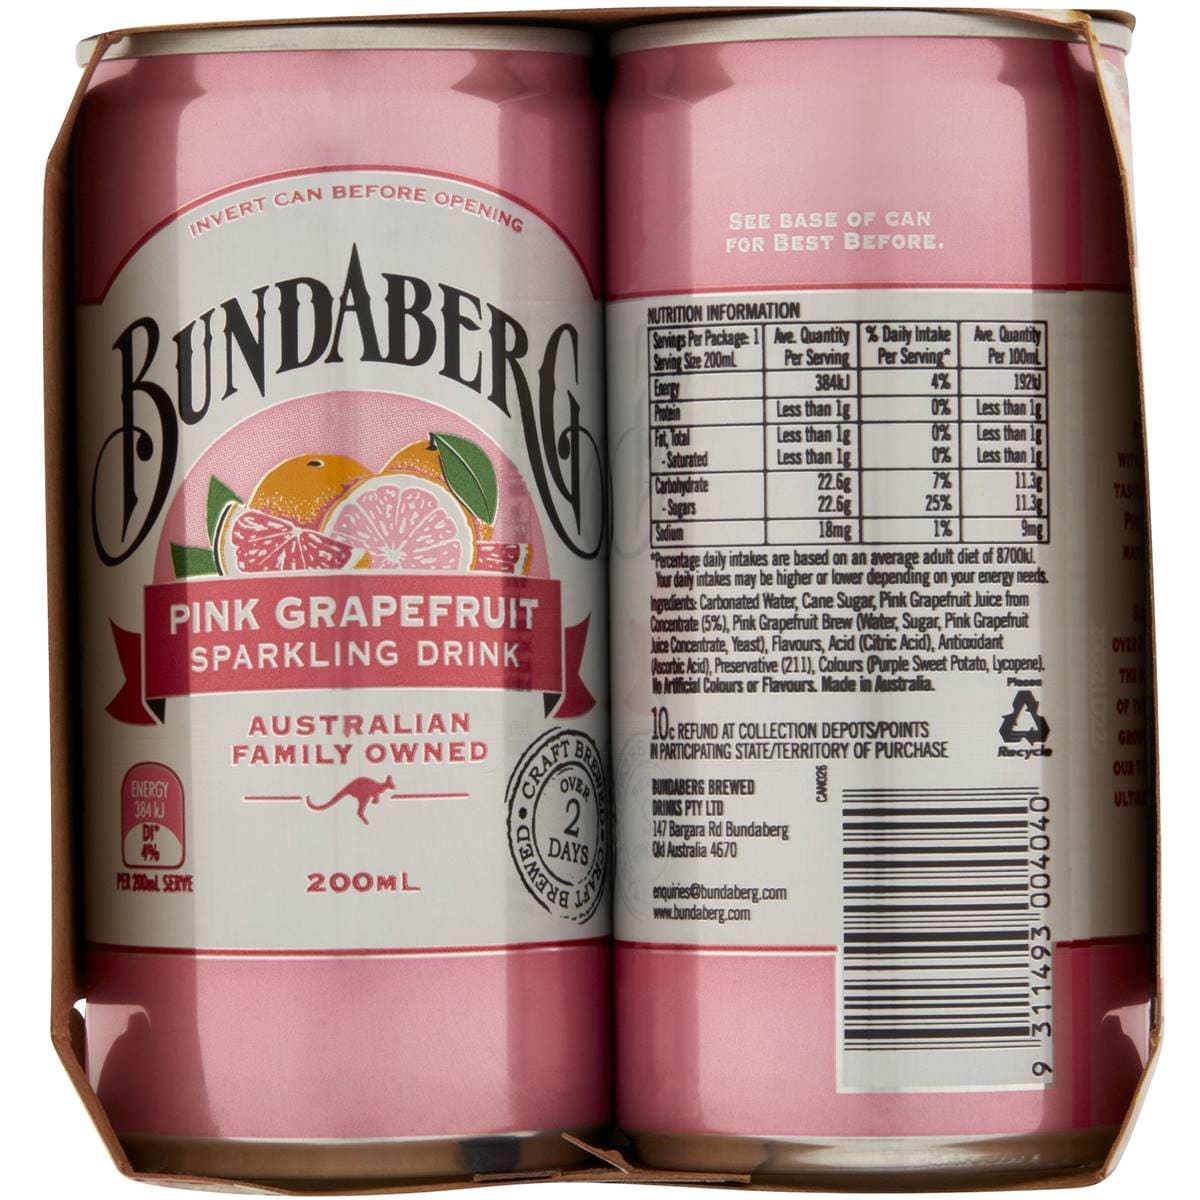 INVERT CAN BEFORE OPENING
BUNDABERG
PINK GRAPEFRUIT
SPARKLING DRINK
AUSTRALIAN
FAMILY OWNED
ENERGY
384 kJ
DI*
4%
PER 200mL SERVE
200ML
CRAFT BREWED • CRAFT BREWED •
OVER
2
DAYS
SEE BASE OF CAN
FOR BEST BEFORE.
NUTRITION INFORMATION
Servings Per Package: 1 Ave. Quantity % Daily Intake Ave. Quantity
Serving Size 200mL Per Serving Per Serving* Per 100mL
Energy 384kJ 4% 192kJ
Protein Less than 1g 0% Less than 1g
Fat, Total Less than 1g 0% Less than 1g
- Saturated Less than 1g 0% Less than 1g
Carbohydrate 22.6g 7% 11.3g
- Sugars 22.6g 25% 11.3g
Sodium 18mg 1% 9mg
*Percentage daily intakes are based on an average adult diet of 8700kJ.
Your daily intakes may be higher or lower depending on your energy needs.
Ingredients: Carbonated Water, Cane Sugar, Pink Grapefruit Juice from
Concentrate (5%), Pink Grapefruit Brew (Water, Sugar, Pink Grapefruit
Juice Concentrate, Yeast), Flavours, Acid (Citric Acid), Antioxidant
(Ascorbic Acid), Preservative (211), Colours (Purple Sweet Potato, Lycopene).
No Artificial Colours or Flavours. Made in Australia.
Please
Recycle
10c REFUND AT COLLECTION DEPOTS/POINTS
IN PARTICIPATING STATE/TERRITORY OF PURCHASE
BUNDABERG BREWED
DRINKS PTY LTD
147 Bargara Rd Bundaberg
Qld Australia 4670
enquiries@bundaberg.com
www.bundaberg.com
CAN026
9 311493 004040